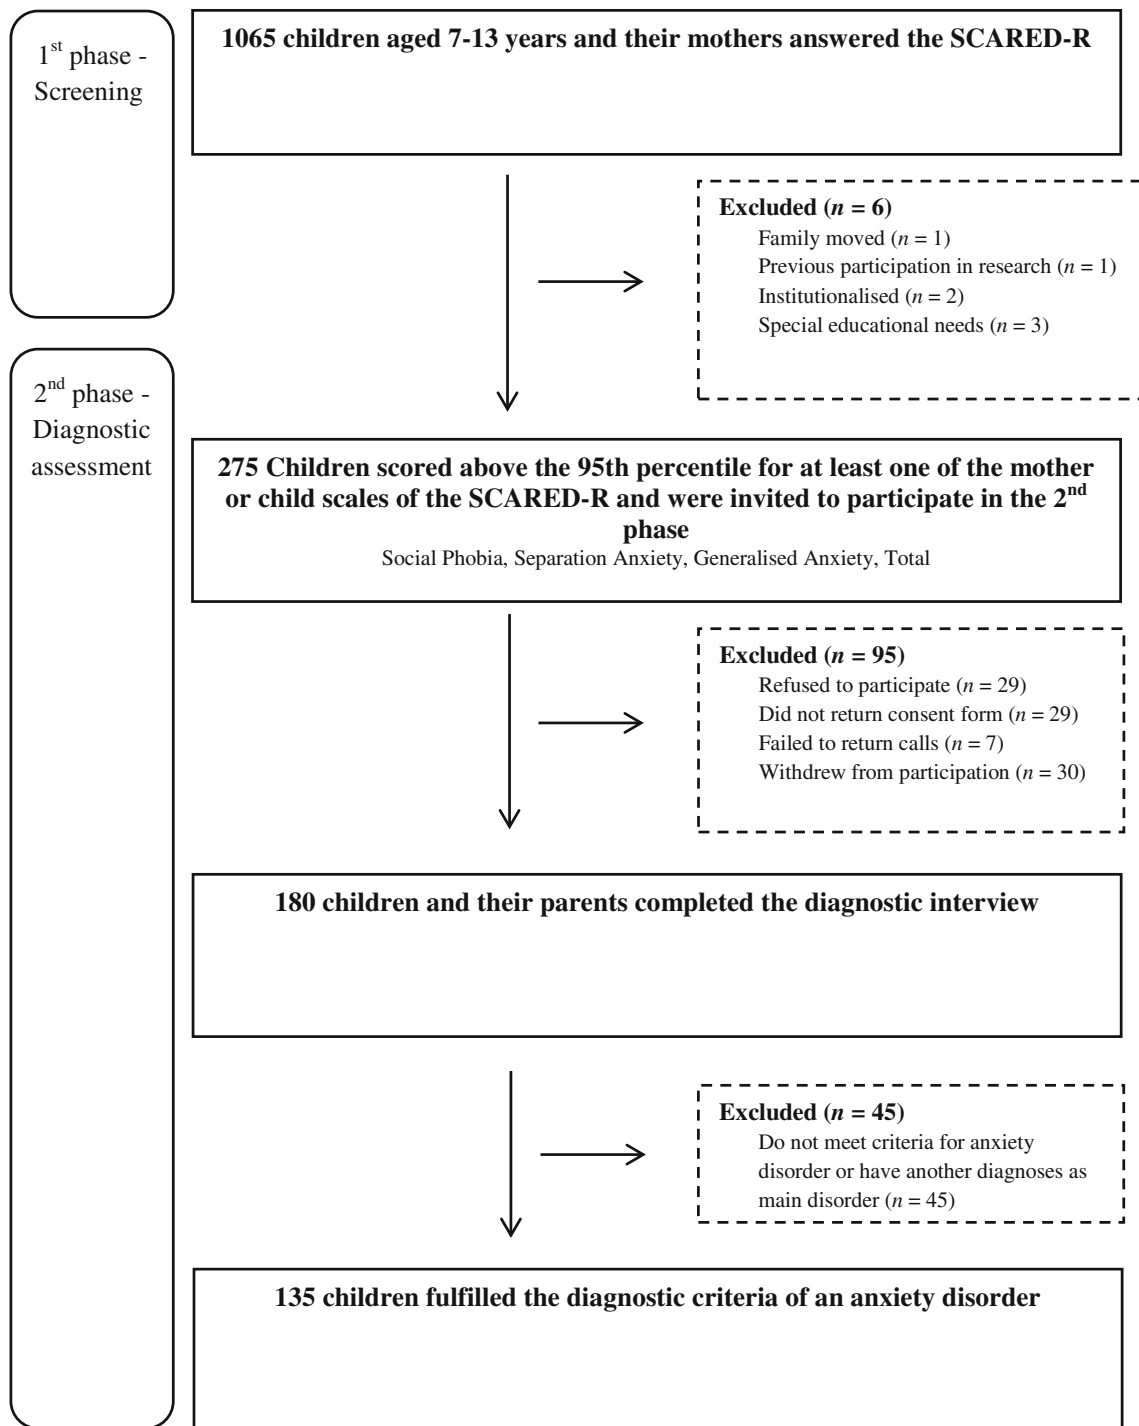 1st phase -
Screening
1065 children aged 7-13 years and their mothers answered the SCARED-R
Excluded (n = 6)
Family moved (n = 1)
Previous participation in research (n = 1)
Institutionalised (n = 2)
Special educational needs (n = 3)
2nd phase -
Diagnostic
assessment
275 Children scored above the 95th percentile for at least one of the mother
or child scales of the SCARED-R and were invited to participate in the 2nd
phase
Social Phobia, Separation Anxiety, Generalised Anxiety, Total
Excluded (n = 95)
Refused to participate (n = 29)
Did not return consent form (n = 29)
Failed to return calls (n = 7)
Withdrew from participation (n = 30)
180 children and their parents completed the diagnostic interview
Excluded (n = 45)
Do not meet criteria for anxiety
disorder or have another diagnoses as
main disorder (n = 45)
135 children fulfilled the diagnostic criteria of an anxiety disorder